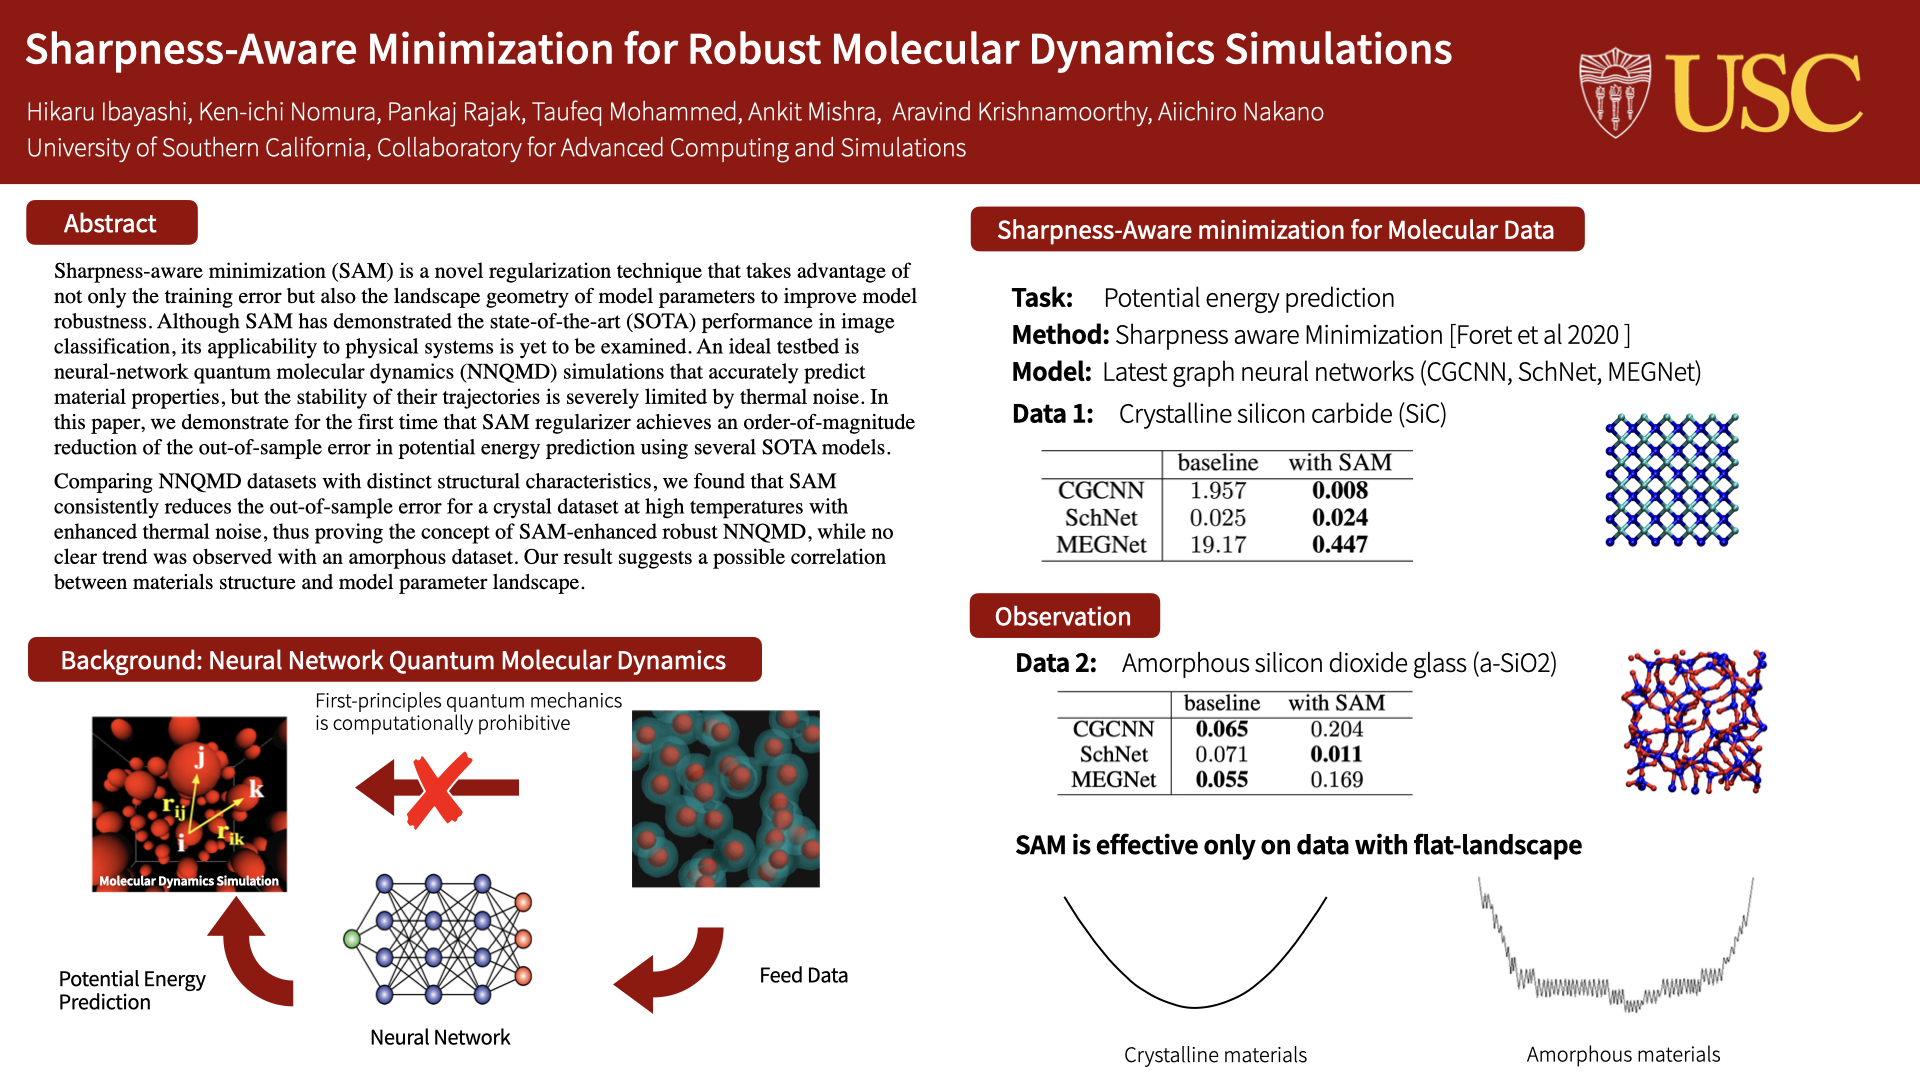 Sharpness-Aware Minimization for Robust Molecular Dynamics Simulations
Hikaru Ibayashi, Ken-ichi Nomura, Pankaj Rajak, Taufeq Mohammed, Ankit Mishra, Aravind Krishnamoorthy, Aiichiro Nakano
University of Southern California, Collaboratory for Advanced Computing and Simulations
USC
Abstract
Sharpness-aware minimization (SAM) is a novel regularization technique that takes advantage of
not only the training error but also the landscape geometry of model parameters to improve model
robustness. Although SAM has demonstrated the state-of-the-art (SOTA) performance in image
classification, its applicability to physical systems is yet to be examined. An ideal testbed is
neural-network quantum molecular dynamics (NNQMD) simulations that accurately predict
material properties, but the stability of their trajectories is severely limited by thermal noise. In
this paper, we demonstrate for the first time that SAM regularizer achieves an order-of-magnitude
reduction of the out-of-sample error in potential energy prediction using several SOTA models.
Comparing NNQMD datasets with distinct structural characteristics, we found that SAM
consistently reduces the out-of-sample error for a crystal dataset at high temperatures with
enhanced thermal noise, thus proving the concept of SAM-enhanced robust NNQMD, while no
clear trend was observed with an amorphous dataset. Our result suggests a possible correlation
between materials structure and model parameter landscape.
Background: Neural Network Quantum Molecular Dynamics
First-principles quantum mechanics
is computationally prohibitive
j
k
rij
i
rik
Molecular Dynamics Simulation
Potential Energy
Prediction
Feed Data
Neural Network
Sharpness-Aware minimization for Molecular Data
Task: Potential energy prediction
Method: Sharpness aware Minimization [Foret et al 2020 ]
Model: Latest graph neural networks (CGCNN, SchNet, MEGNet)
Data 1: Crystalline silicon carbide (SiC)
baseline with SAM
CGCNN 1.957 0.008
SchNet 0.025 0.024
MEGNet 19.17 0.447
Observation
Data 2: Amorphous silicon dioxide glass (a-SiO2)
baseline with SAM
CGCNN 0.065 0.204
SchNet 0.071 0.011
MEGNet 0.055 0.169
SAM is effective only on data with flat-landscape
Crystalline materials
Amorphous materials